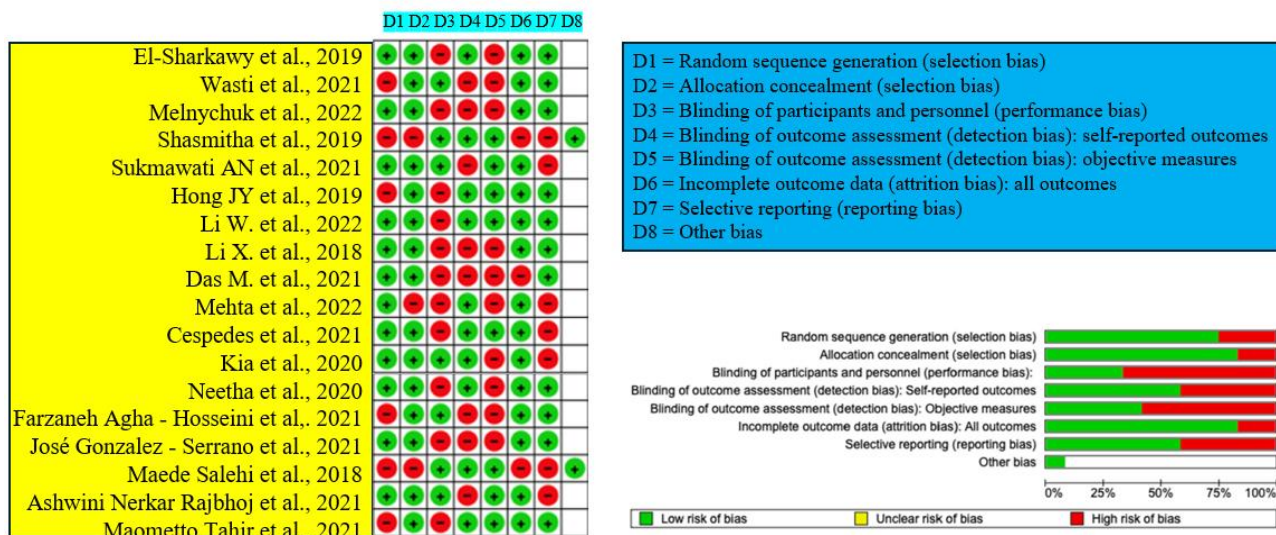 D1 D2 D3 D4 D5 D6 D7 D8
El-Sharkawy et al., 2019
Wasti et al., 2021
Melnychuk et al., 2022
Shasmitha et al., 2019
Sukmawati AN et al., 2021
Hong JY et al., 2019
Li W. et al., 2022
Li X. et al., 2018
Das M. et al., 2021
Mehta et al., 2022
Cespedes et al., 2021
Kia et al., 2020
Neetha et al., 2020
Farzaneh Agha - Hosseini et al,. 2021
José Gonzalez - Serrano et al., 2021
Maede Salehi et al., 2018
Ashwini Nerkar Rajbhoj et al., 2021
Maometto Tahir et al., 2021
D1 = Random sequence generation (selection bias)
D2 = Allocation concealment (selection bias)
D3 = Blinding of participants and personnel (performance bias)
D4 = Blinding of outcome assessment (detection bias): self-reported outcomes
D5 = Blinding of outcome assessment (detection bias): objective measures
D6 = Incomplete outcome data (attrition bias): all outcomes
D7 = Selective reporting (reporting bias)
D8 = Other bias
Random sequence generation (selection bias)
Allocation concealment (selection bias)
Blinding of participants and personnel (performance bias):
Blinding of outcome assessment (detection bias): Self-reported outcomes
Blinding of outcome assessment (detection bias): Objective measures
Incomplete outcome data (attrition bias): All outcomes
Selective reporting (reporting bias)
Other bias
0% 25% 50% 75% 100%
Low risk of bias Unclear risk of bias High risk of bias